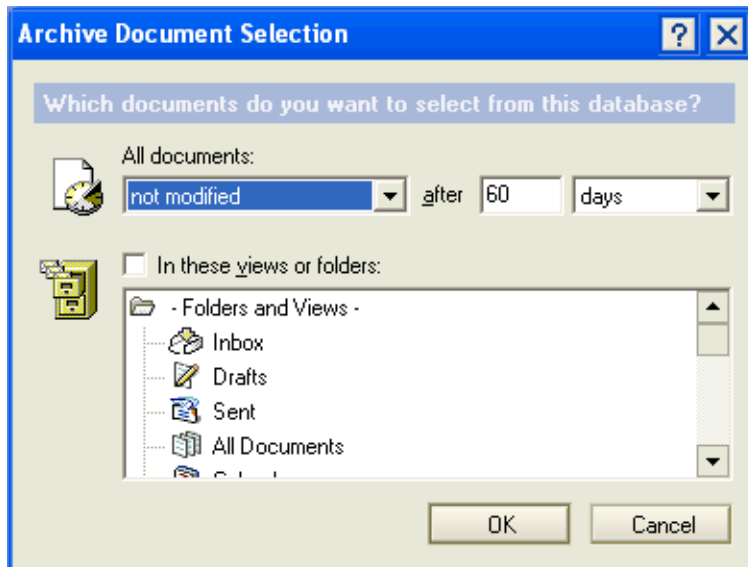 Archive Document Selection
Which documents do you want to select from this database?
All documents:
not modified after 60 days
In these views or folders:
- Folders and Views -
Inbox
Drafts
Sent
All Documents
OK Cancel